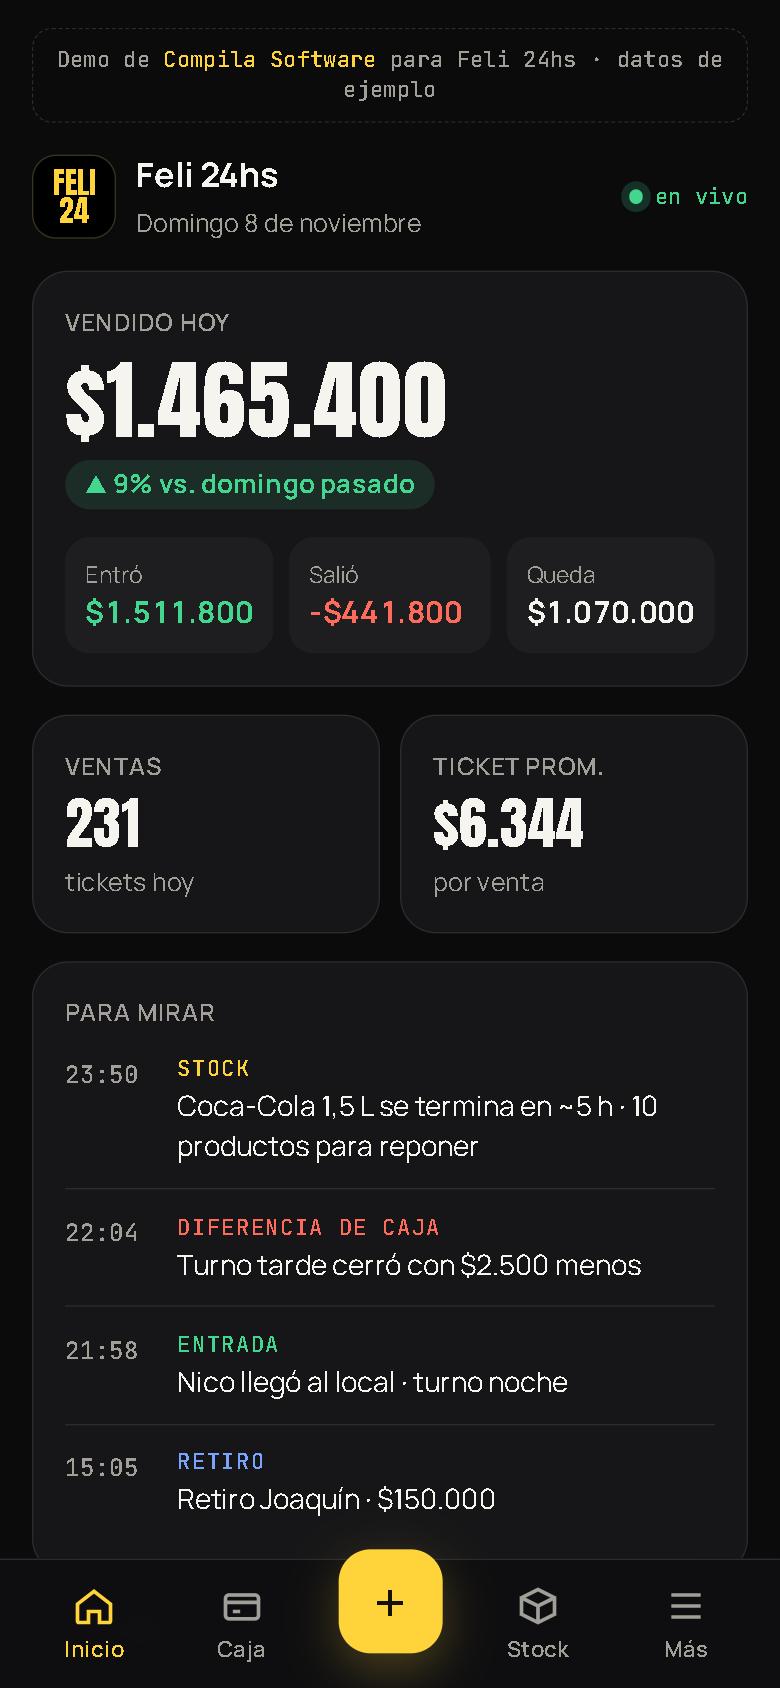 Demo de Compila Software para Feli 24hs · datos de
ejemplo
FELI
24
Feli 24hs
Domingo 8 de noviembre
en vivo
VENDIDO HOY
$1.465.400
▲ 9% vs. domingo pasado
Entró
$1.511.800
Salió
-$441.800
Queda
$1.070.000
VENTAS
231
tickets hoy
TICKET PROM.
$6.344
por venta
PARA MIRAR
23:50
STOCK
Coca-Cola 1,5 L se termina en ~5 h · 10
productos para reponer
22:04
DIFERENCIA DE CAJA
Turno tarde cerró con $2.500 menos
21:58
ENTRADA
Nico llegó al local · turno noche
15:05
RETIRO
Retiro Joaquín · $150.000
Inicio
Caja
+
Stock
Más